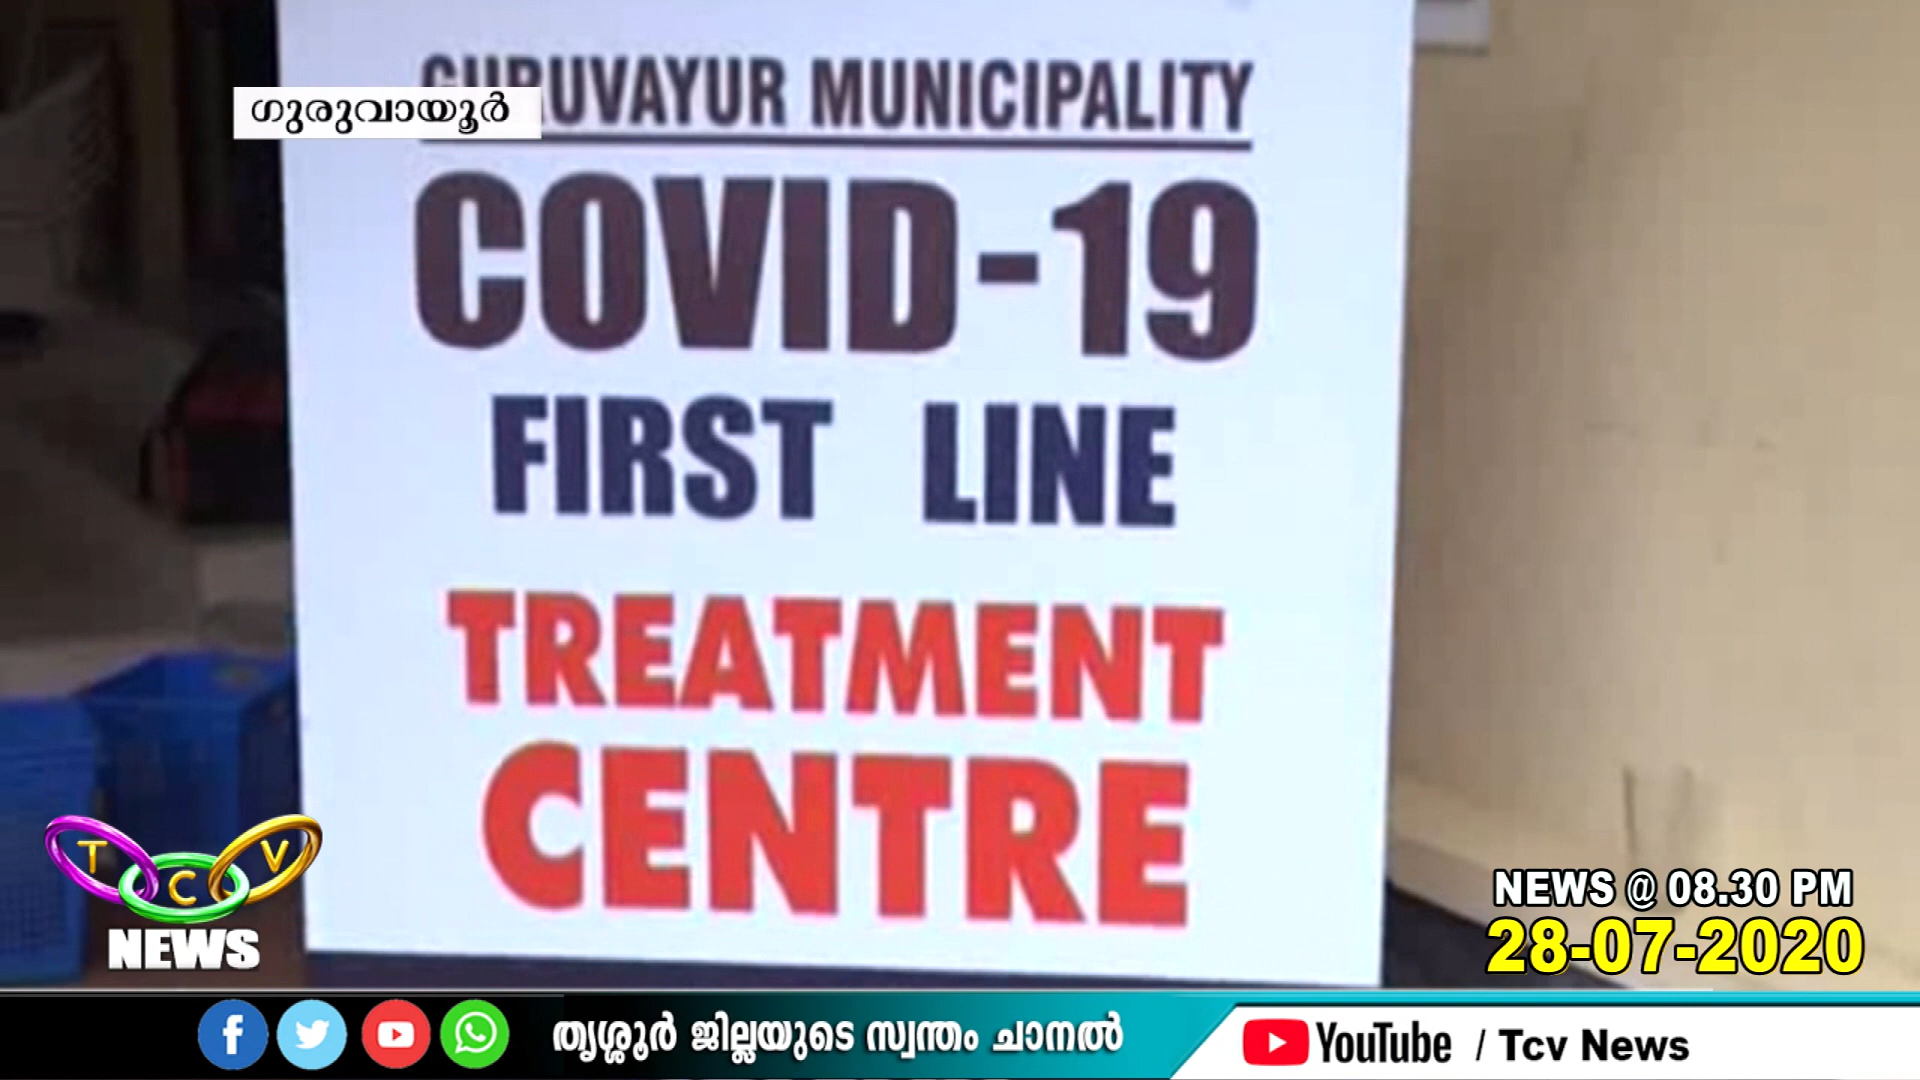 GURUVAYUR MUNICIPALITY
ഗുരുവായൂർ
COVID-19
FIRST LINE
TREATMENT
CENTRE
T C V
NEWS
NEWS @ 08.30 PM
28-07-2020
തൃശ്ശൂർ ജില്ലയുടെ സ്വന്തം ചാനൽ
YouTube / Tcv News